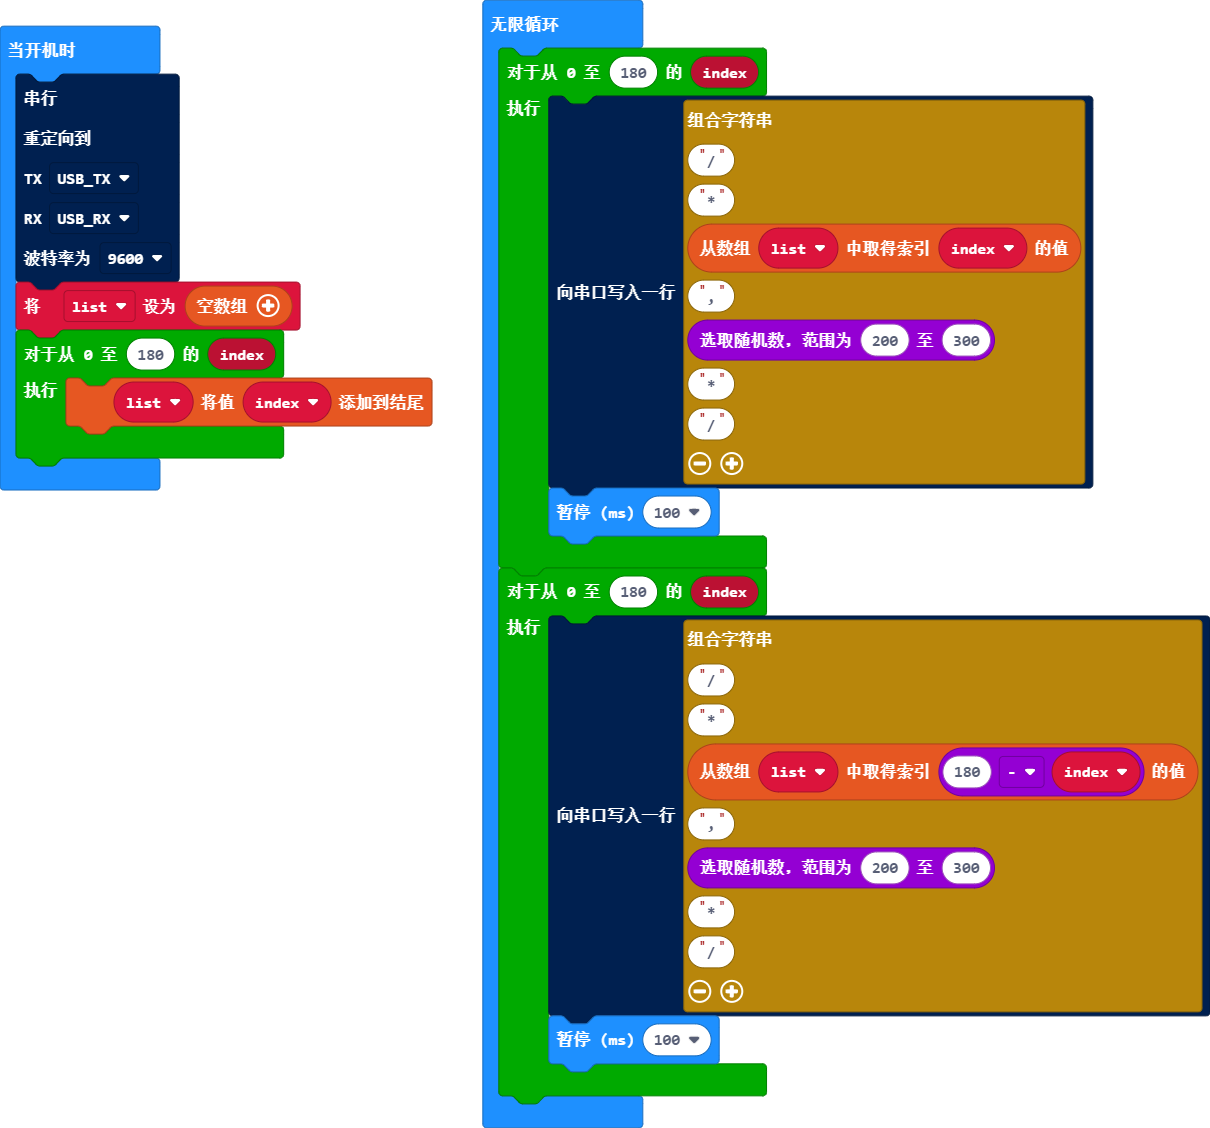 当开机时
串行
重定向到
TX USB_TX
RX USB_RX
波特率为 9600
将 list 设为 空数组
对于从 0 至 180 的 index
执行 list 将值 index 添加到结尾
无限循环
对于从 0 至 180 的 index
执行
向串口写入一行
组合字符串
"/"
"*"
从数组 list 中取得索引 index 的值
","
选取随机数，范围为 200 至 300
"*"
"/"
暂停 (ms) 100
对于从 0 至 180 的 index
执行
向串口写入一行
组合字符串
"/"
"*"
从数组 list 中取得索引 180 - index 的值
","
选取随机数，范围为 200 至 300
"*"
"/"
暂停 (ms) 100